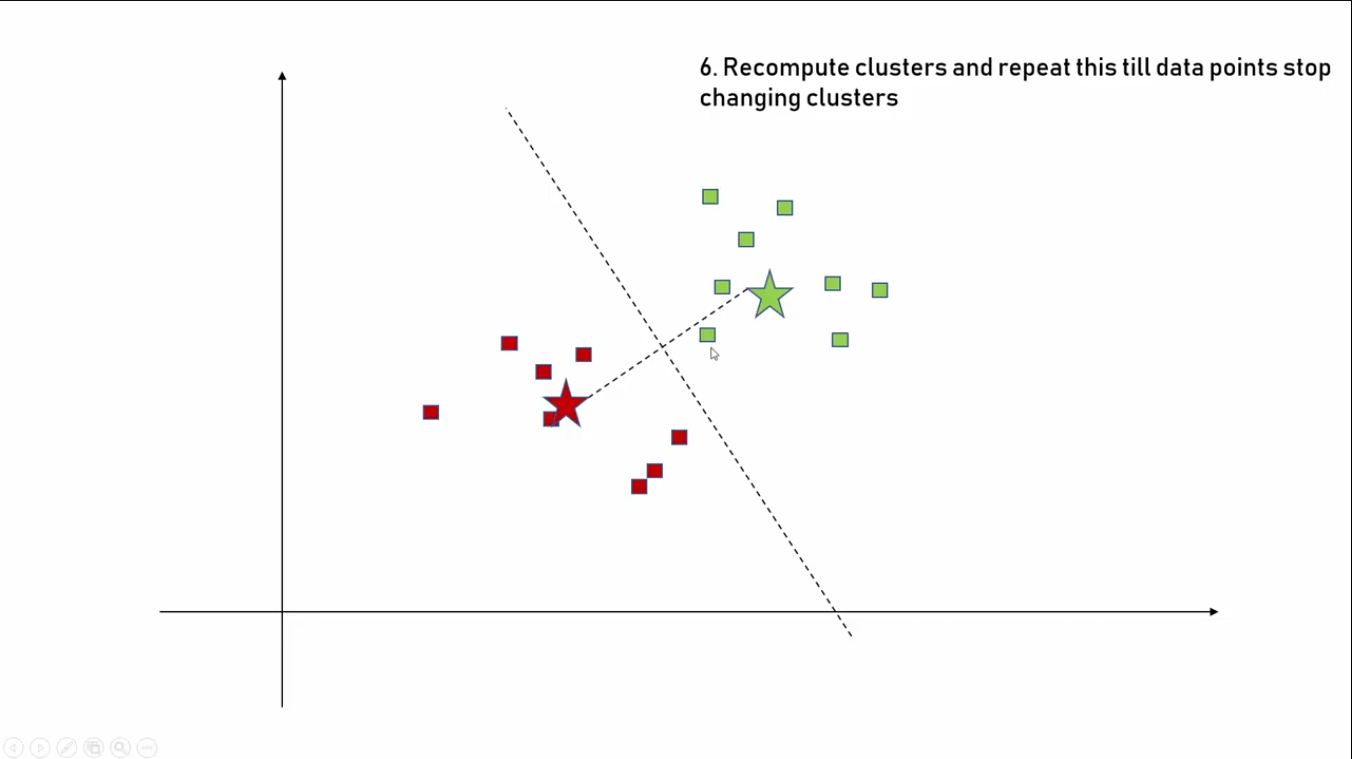 6. Recompute clusters and repeat this till data points stop
changing clusters